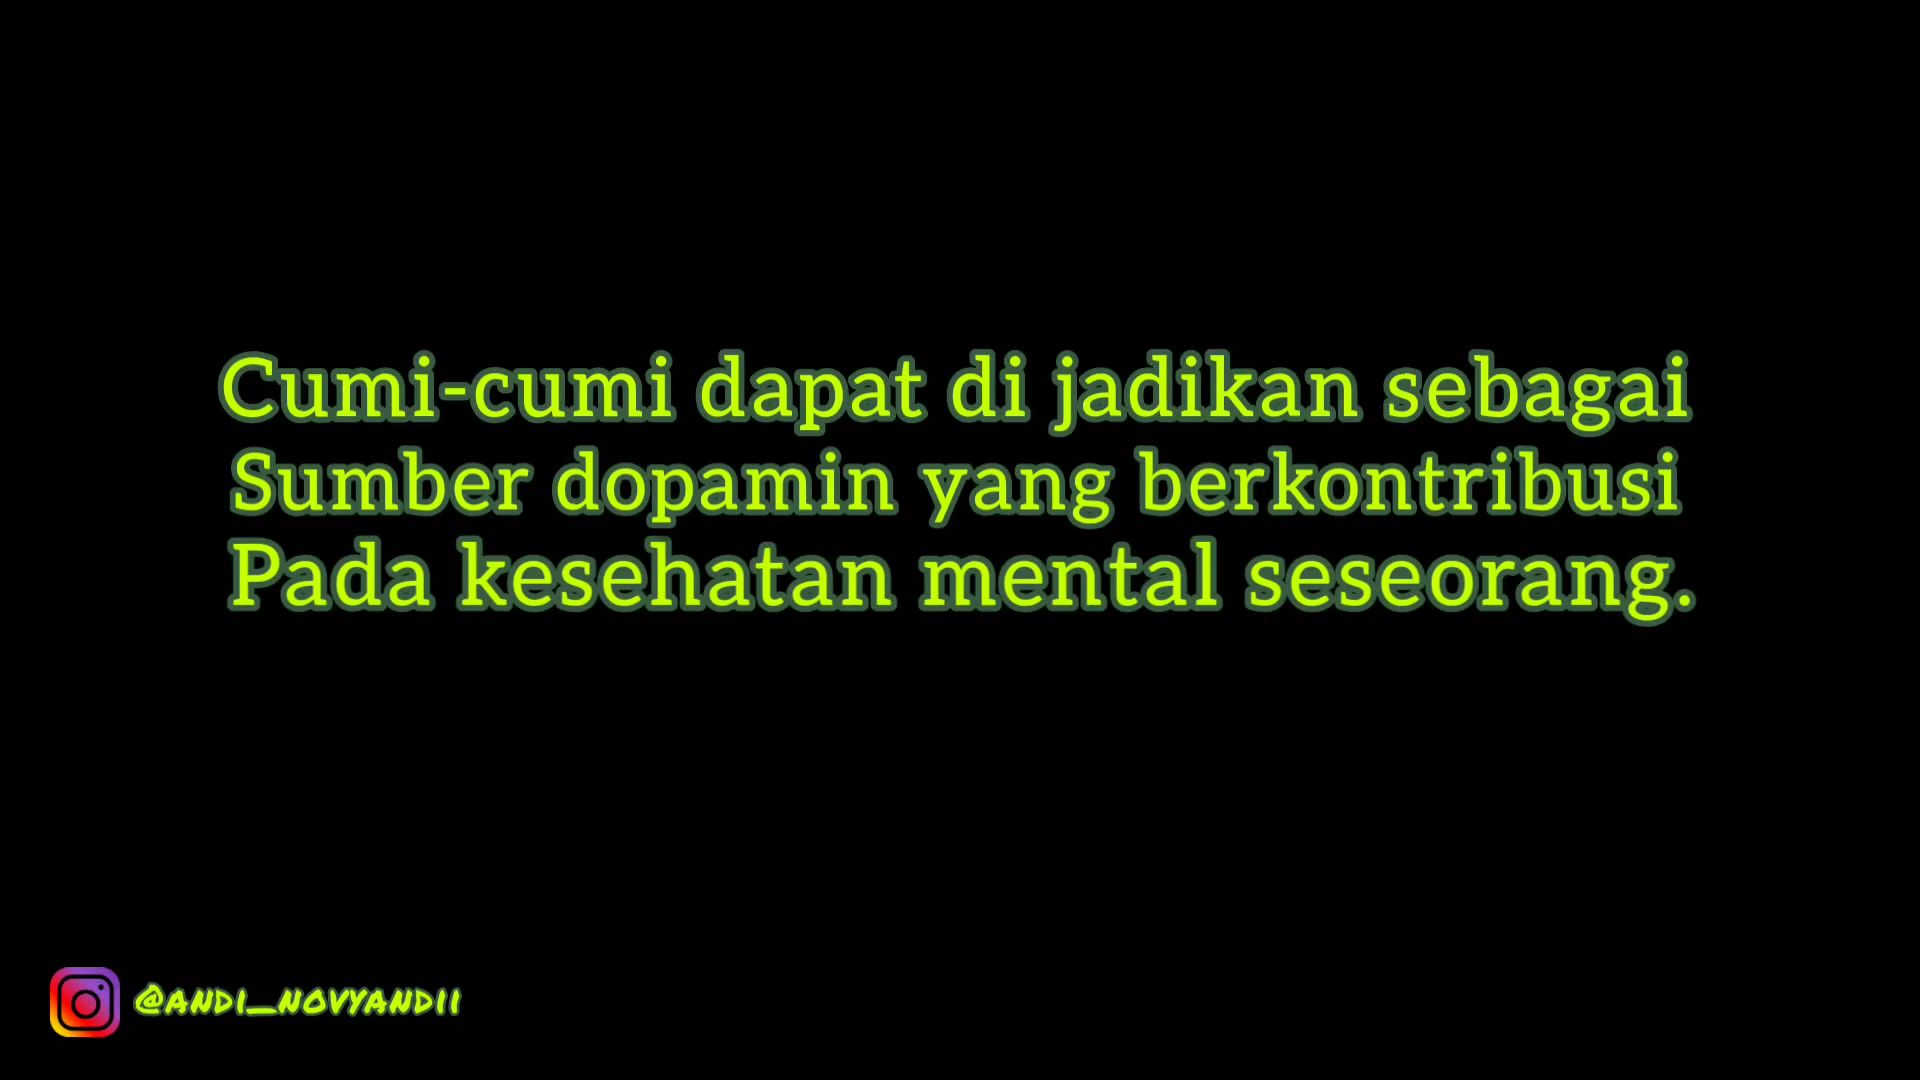 Cumi-cumi dapat di jadikan sebagai
Sumber dopamin yang berkontribusi
Pada kesehatan mental seseorang.
@ANDI_NOVYANDII